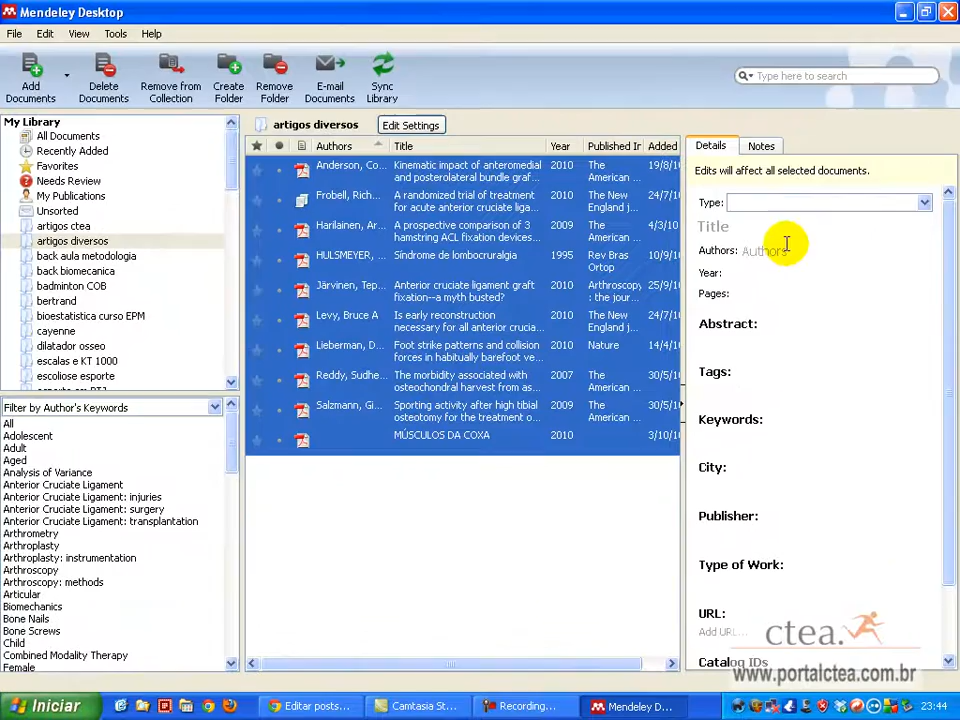 Mendeley Desktop
File Edit View Tools Help
Add Documents
Delete Documents
Remove from Collection
Create Folder
Remove Folder
E-mail Documents
Sync Library
Type here to search
My Library
All Documents
Recently Added
Favorites
Needs Review
My Publications
Unsorted
artigos ctea
artigos diversos
back aula metodologia
back biomecanica
badminton COB
bertrand
bioestatistica curso EPM
cayenne
dilatador osseo
escalas e KT 1000
escoliose esporte
Filter by Author's Keywords
All
Adolescent
Adult
Aged
Analysis of Variance
Anterior Cruciate Ligament
Anterior Cruciate Ligament: injuries
Anterior Cruciate Ligament: surgery
Anterior Cruciate Ligament: transplantation
Arthrometry
Arthroplasty
Arthroplasty: instrumentation
Arthroscopy
Arthroscopy: methods
Articular
Biomechanics
Bone Nails
Bone Screws
Child
Combined Modality Therapy
Female
artigos diversos Edit Settings
Authors Title Year Published In Added
Anderson, Co... Kinematic impact of anteromedial 2010 The 19/8/10
and posterolateral bundle graf... American ...
Frobell, Rich... A randomized trial of treatment 2010 The New 24/7/10
for acute anterior cruciate liga... England j...
Harilainen, Ar... A prospective comparison of 3 2009 The 4/3/10
hamstring ACL fixation devices... American ...
HULSMEYER, ... Síndrome de lombocruralgia 1995 Rev Bras 10/9/10
Ortop
Järvinen, Tep... Anterior cruciate ligament graft 2010 Arthroscopy 25/9/10
fixation--a myth busted? : the jour...
Levy, Bruce A Is early reconstruction 2010 The New 24/7/10
necessary for all anterior crucia... England j...
Lieberman, D... Foot strike patterns and collision 2010 Nature 14/4/10
forces in habitually barefoot ve...
Reddy, Sudhe... The morbidity associated with 2007 The 30/5/10
osteochondral harvest from as... American ...
Salzmann, Gi... Sporting activity after high tibial 2009 The 30/5/10
osteotomy for the treatment o... American ...
MÚSCULOS DA COXA 2010 3/10/10
Details Notes
Edits will affect all selected documents.
Type:
Title
Authors: Authors
Year:
Pages:
Abstract:
Tags:
Keywords:
City:
Publisher:
Type of Work:
URL:
Add URL...
Catalog IDs
ctea.
www.portalctea.com.br
Iniciar
Editar posts...
Camtasia St...
Recording...
Mendeley D...
23:44